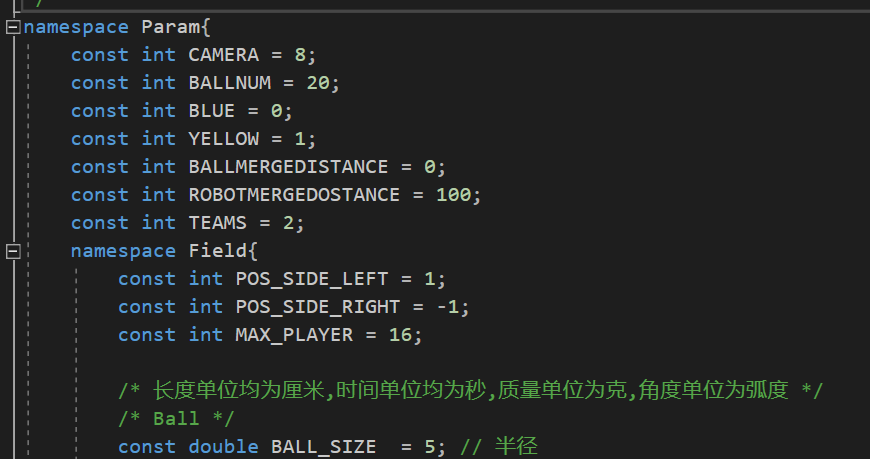 /
namespace Param{
    const int CAMERA = 8;
    const int BALLNUM = 20;
    const int BLUE = 0;
    const int YELLOW = 1;
    const int BALLMERGEDISTANCE = 0;
    const int ROBOTMERGEDOSTANCE = 100;
    const int TEAMS = 2;
    namespace Field{
        const int POS_SIDE_LEFT = 1;
        const int POS_SIDE_RIGHT = -1;
        const int MAX_PLAYER = 16;
        /* 长度单位均为厘米,时间单位均为秒,质量单位为克,角度单位为弧度 */
        /* Ball */
        const double BALL_SIZE  = 5; // 半径